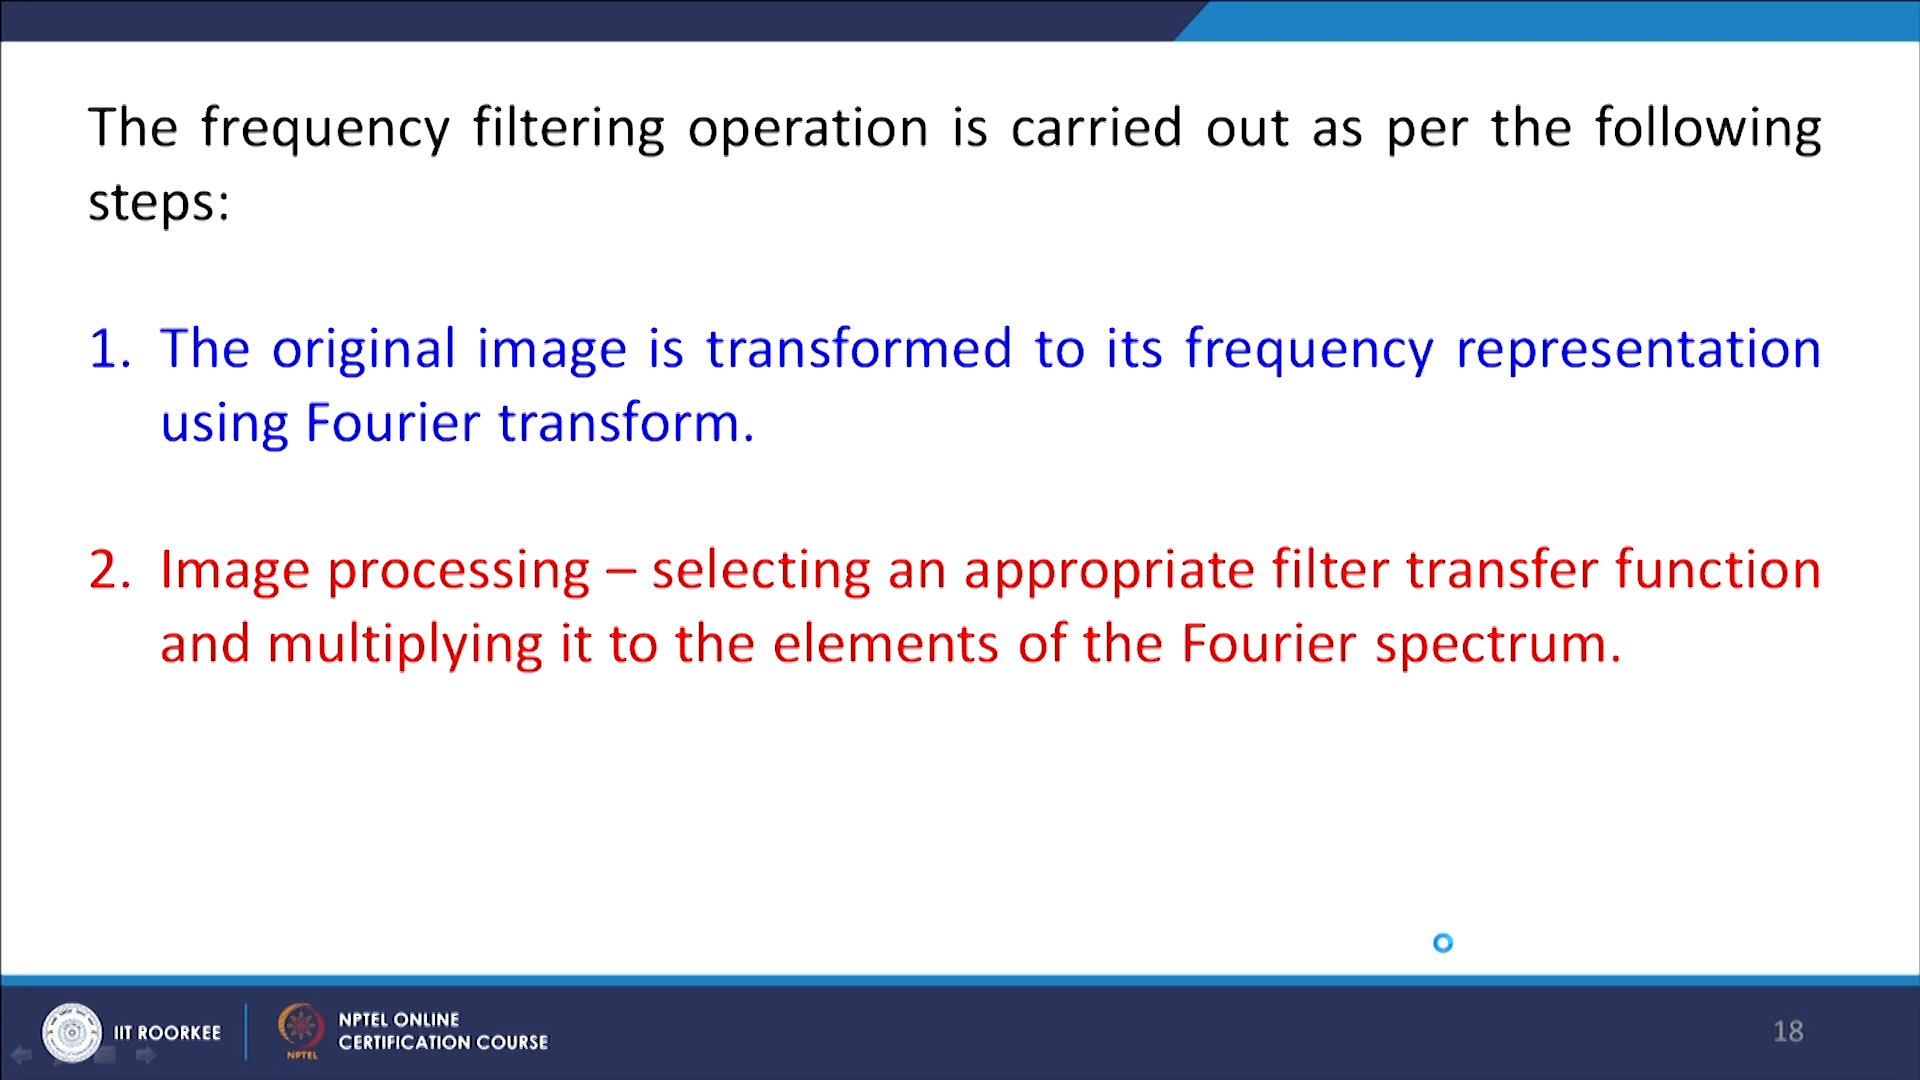 The frequency filtering operation is carried out as per the following
steps:
1. The original image is transformed to its frequency representation
using Fourier transform.
2. Image processing – selecting an appropriate filter transfer function
and multiplying it to the elements of the Fourier spectrum.
IIT ROORKEE
NPTEL
NPTEL ONLINE
CERTIFICATION COURSE
18